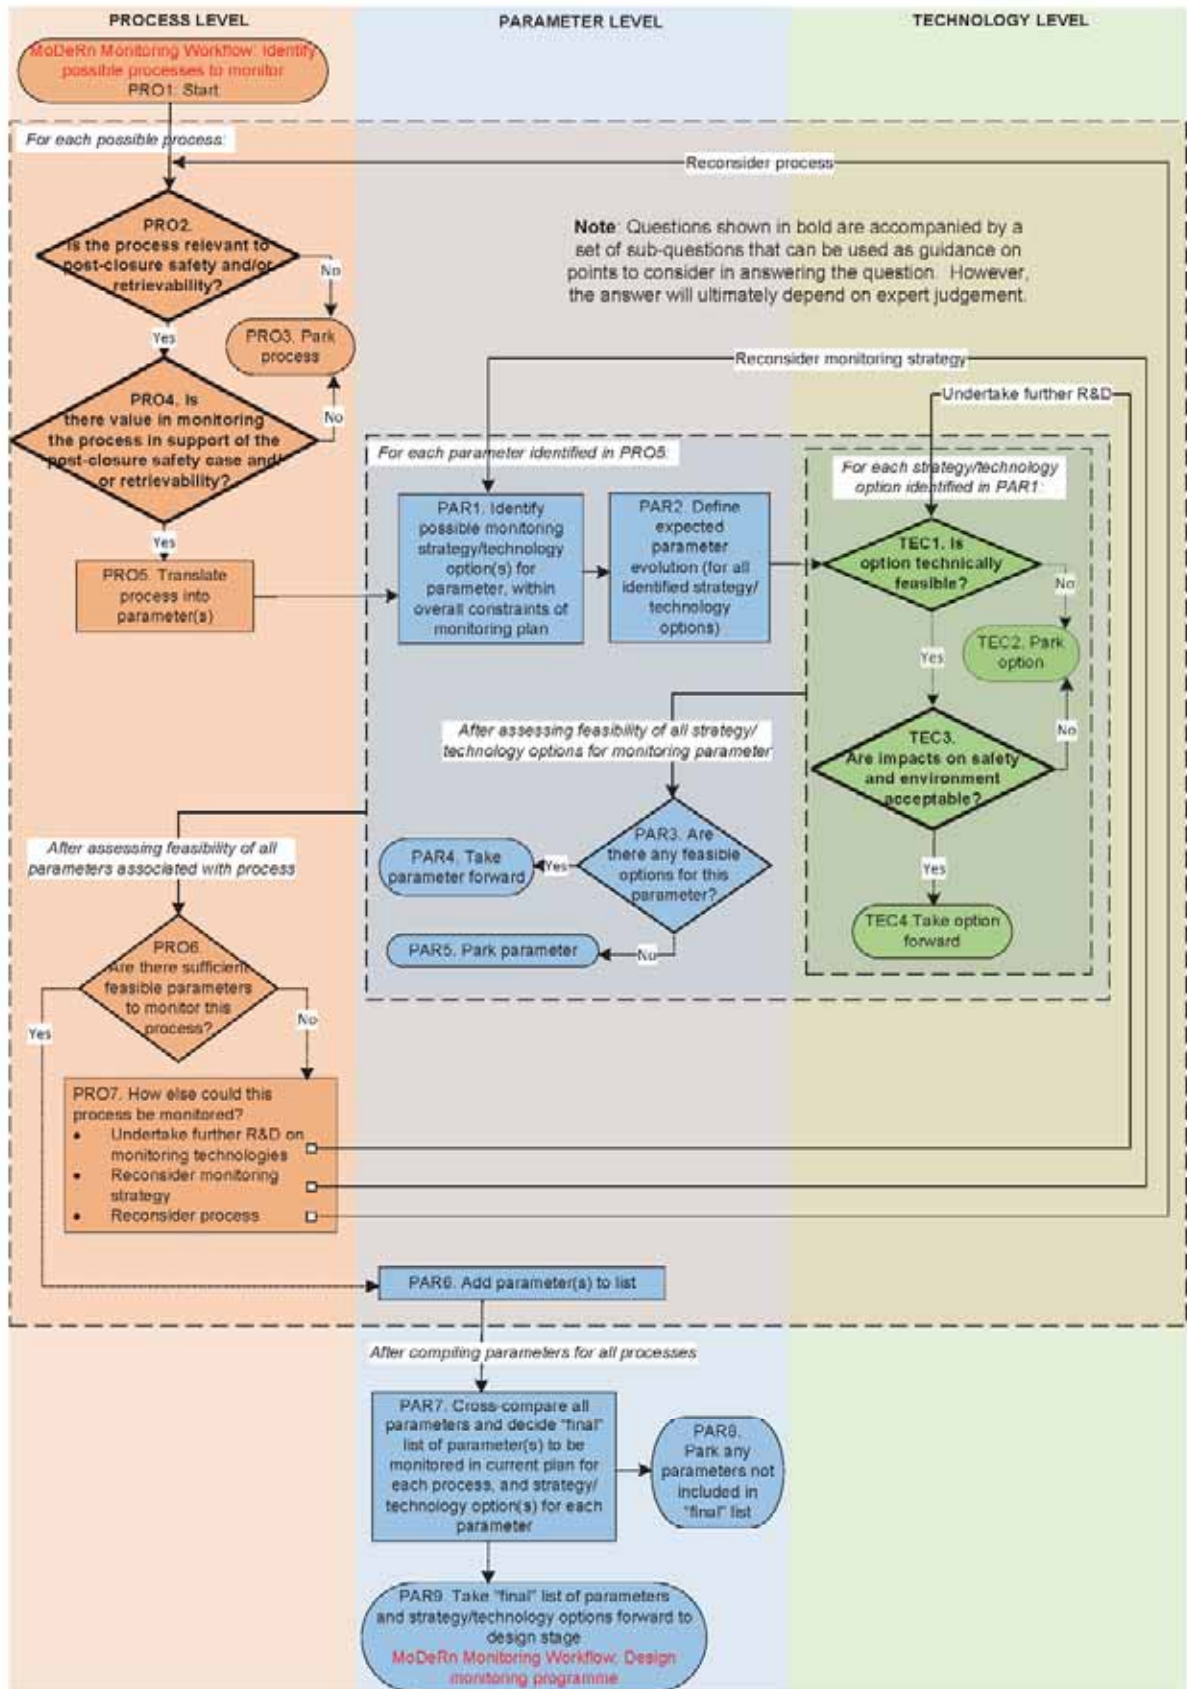 PROCESS LEVEL
PARAMETER LEVEL
TECHNOLOGY LEVEL
MoDeRn Monitoring Workflow: Identify
possible processes to monitor
PRO1. Start
For each possible process:
Reconsider process
PRO2.
Is the process relevant to
post-closure safety and/or
retrievability?
No
Note: Questions shown in bold are accompanied by a
set of sub-questions that can be used as guidance on
points to consider in answering the question. However,
the answer will ultimately depend on expert judgement.
Yes
PRO3. Park
process
PRO4. Is
there value in monitoring
the process in support of the
post-closure safety case and/
or retrievability?
No
Yes
PRO5. Translate
process into
parameter(s)
Reconsider monitoring strategy
Undertake further R&D
For each parameter identified in PRO5:
For each strategy/technology
option identified in PAR1:
PAR1. Identify
possible monitoring
strategy/technology
option(s) for
parameter, within
overall constraints of
monitoring plan
PAR2. Define
expected
parameter
evolution (for all
identified strategy/
technology
options)
TEC1. Is
option technically
feasible?
No
Yes
TEC2. Park
option
No
TEC3.
Are impacts on safety
and environment
acceptable?
Yes
TEC4 Take option
forward
After assessing feasibility of all strategy/
technology options for monitoring parameter
PAR3. Are
there any feasible
options for this
parameter?
Yes
PAR4. Take
parameter forward
No
PAR5. Park parameter
After assessing feasibility of all
parameters associated with process
PRO6.
Are there sufficient
feasible parameters
to monitor this
process?
Yes
No
PRO7. How else could this
process be monitored?
• Undertake further R&D on
monitoring technologies
• Reconsider monitoring
strategy
• Reconsider process
PAR6. Add parameter(s) to list
After compiling parameters for all processes
PAR7. Cross-compare all
parameters and decide "final"
list of parameter(s) to be
monitored in current plan for
each process, and strategy/
technology option(s) for each
parameter
PAR8.
Park any
parameters not
included in
"final" list
PAR9. Take "final" list of parameters
and strategy/technology options forward to
design stage
MoDeRn Monitoring Workflow: Design
monitoring programme